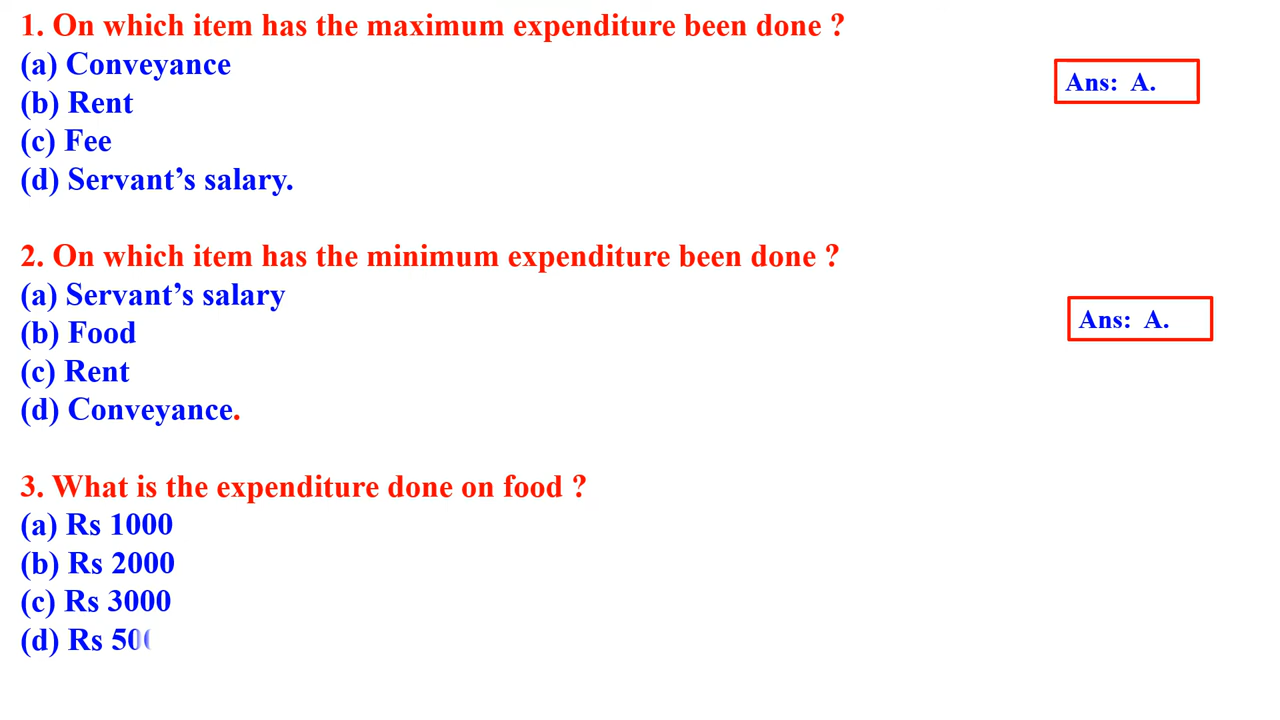 1. On which item has the maximum expenditure been done ?
(a) Conveyance
Ans: A.
(b) Rent
(c) Fee
(d) Servant’s salary.
2. On which item has the minimum expenditure been done ?
(a) Servant’s salary
Ans: A.
(b) Food
(c) Rent
(d) Conveyance.
3. What is the expenditure done on food ?
(a) Rs 1000
(b) Rs 2000
(c) Rs 3000
(d) Rs